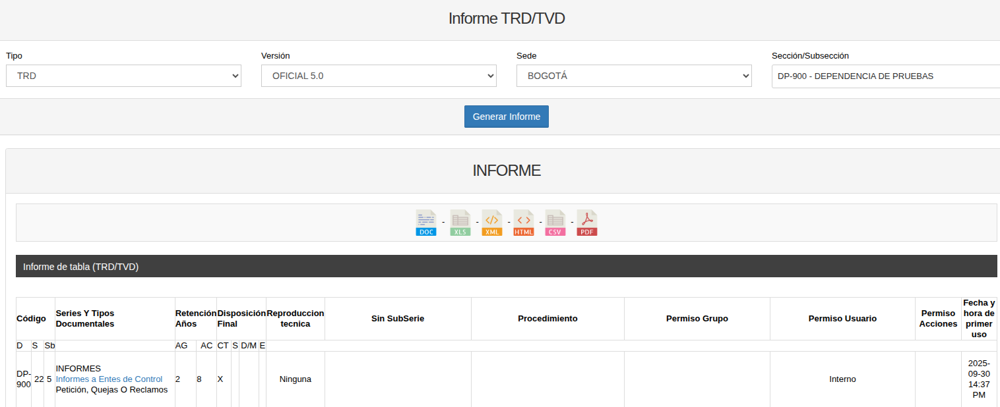 Informe TRD/TVD
Tipo
Versión
Sede
Sección/Subsección
TRD
OFICIAL 5.0
BOGOTÁ
DP-900 - DEPENDENCIA DE PRUEBAS
Generar Informe
INFORME
DOC - XLS - XML - HTML - CSV - PDF
Informe de tabla (TRD/TVD)
Código
Series Y Tipos
Documentales
Retención
Años
Disposición
Final
Reproduccion
tecnica
Sin SubSerie
Procedimiento
Permiso Grupo
Permiso Usuario
Permiso
Acciones
Fecha y
hora de
primer
uso
D S Sb AG AC CT S D/M E
DP-
900
22
5
INFORMES
Informes a Entes de Control
Petición, Quejas O Reclamos
2
8
X
Ninguna
Interno
2025-
09-30
14:37
PM